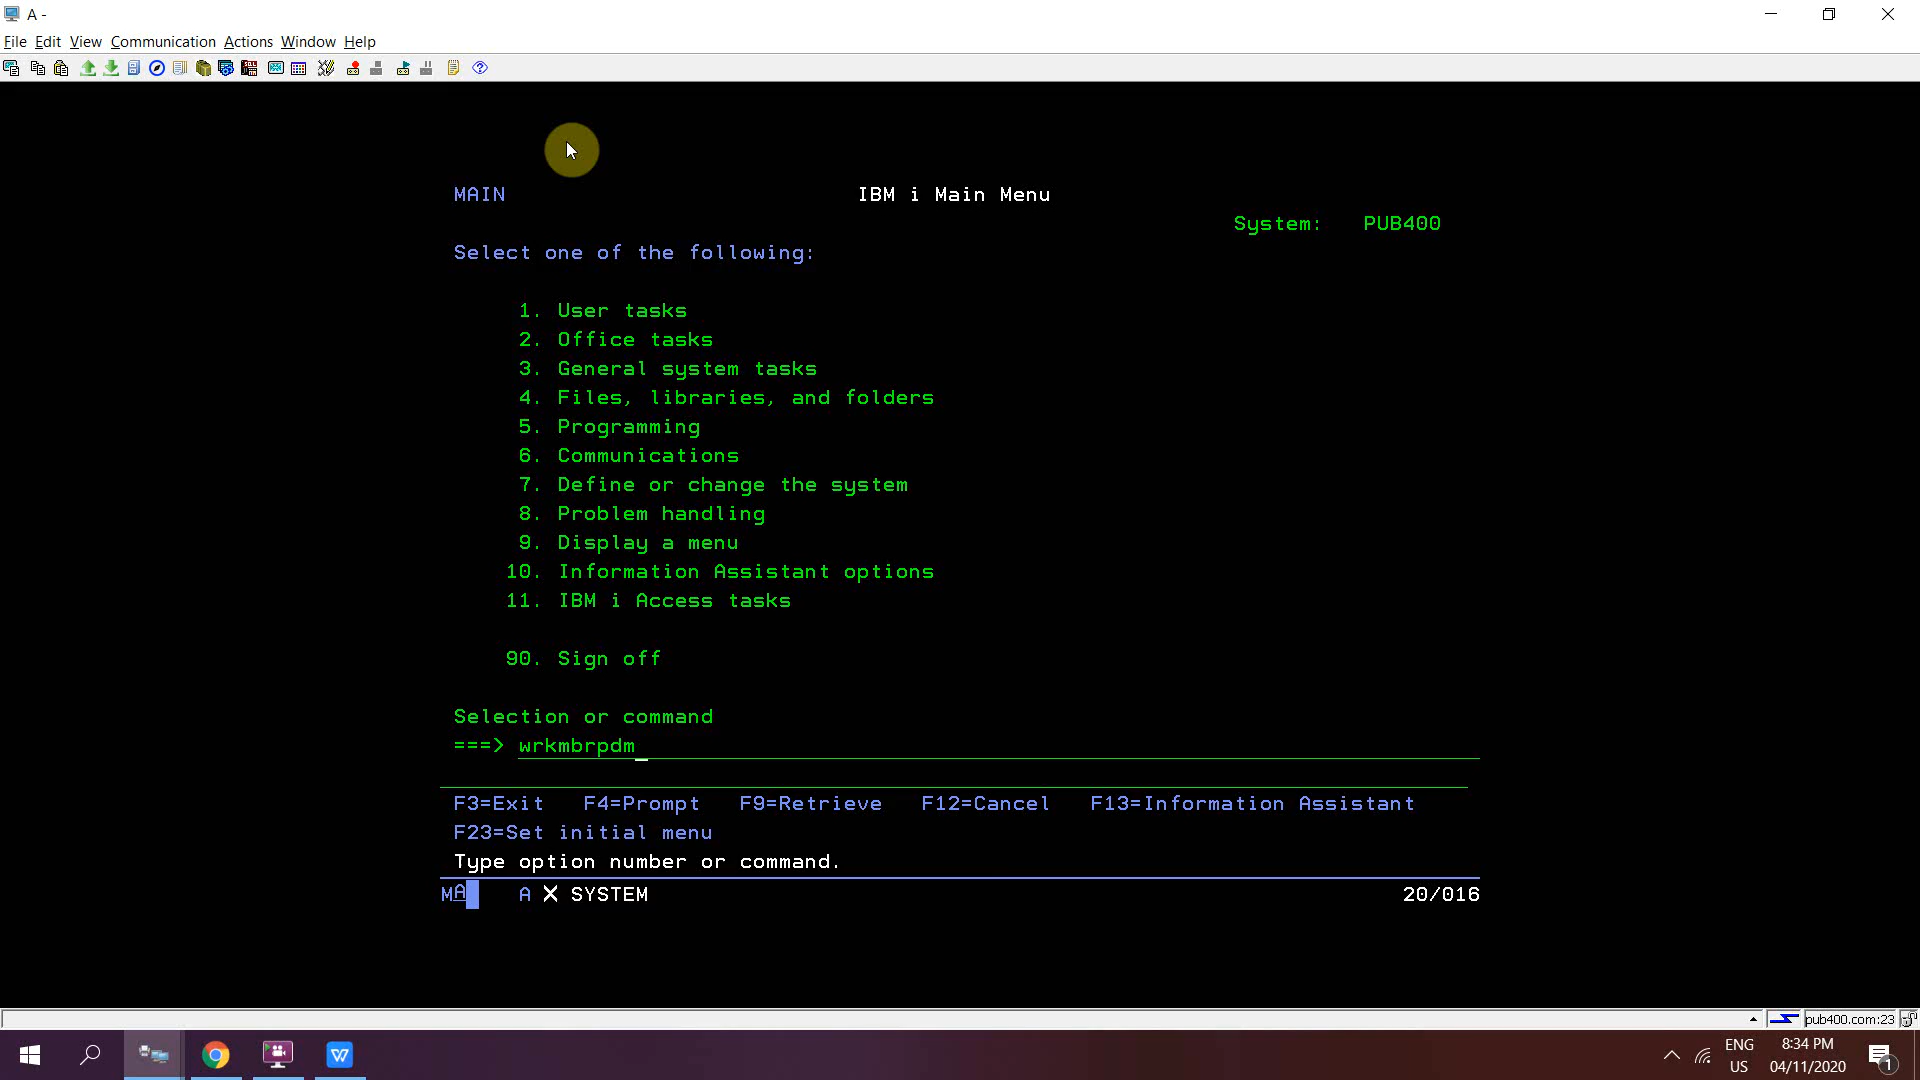 A -
File Edit View Communication Actions Window Help
MAIN IBM i Main Menu
System: PUB400
Select one of the following:
1. User tasks
2. Office tasks
3. General system tasks
4. Files, libraries, and folders
5. Programming
6. Communications
7. Define or change the system
8. Problem handling
9. Display a menu
10. Information Assistant options
11. IBM i Access tasks
90. Sign off
Selection or command
===> wrkmbrpdm
F3=Exit F4=Prompt F9=Retrieve F12=Cancel F13=Information Assistant
F23=Set initial menu
Type option number or command.
MA A X SYSTEM 20/016
pub400.com:23
ENG 8:34 PM
US 04/11/2020 1